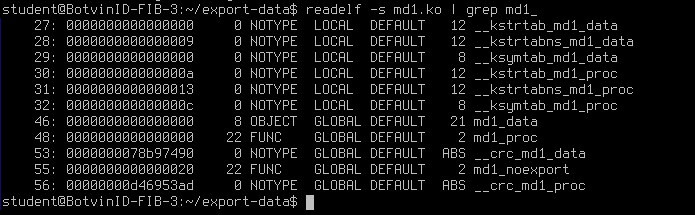 student@BotvinID-FIB-3:~/export-data$ readelf -s md1.ko | grep md1_
27: 0000000000000000 0 NOTYPE LOCAL DEFAULT 12 __kstrtab_md1_data
28: 0000000000000009 0 NOTYPE LOCAL DEFAULT 12 __kstrtabns_md1_data
29: 0000000000000000 0 NOTYPE LOCAL DEFAULT 8 __ksymtab_md1_data
30: 000000000000000a 0 NOTYPE LOCAL DEFAULT 12 __kstrtab_md1_proc
31: 0000000000000013 0 NOTYPE LOCAL DEFAULT 12 __kstrtabns_md1_proc
32: 000000000000000c 0 NOTYPE LOCAL DEFAULT 8 __ksymtab_md1_proc
46: 0000000000000000 8 OBJECT GLOBAL DEFAULT 21 md1_data
48: 0000000000000000 22 FUNC GLOBAL DEFAULT 2 md1_proc
53: 0000000078b97490 0 NOTYPE GLOBAL DEFAULT ABS __crc_md1_data
55: 0000000000000020 22 FUNC GLOBAL DEFAULT 2 md1_noexport
56: 00000000d46953ad 0 NOTYPE GLOBAL DEFAULT ABS __crc_md1_proc
student@BotvinID-FIB-3:~/export-data$